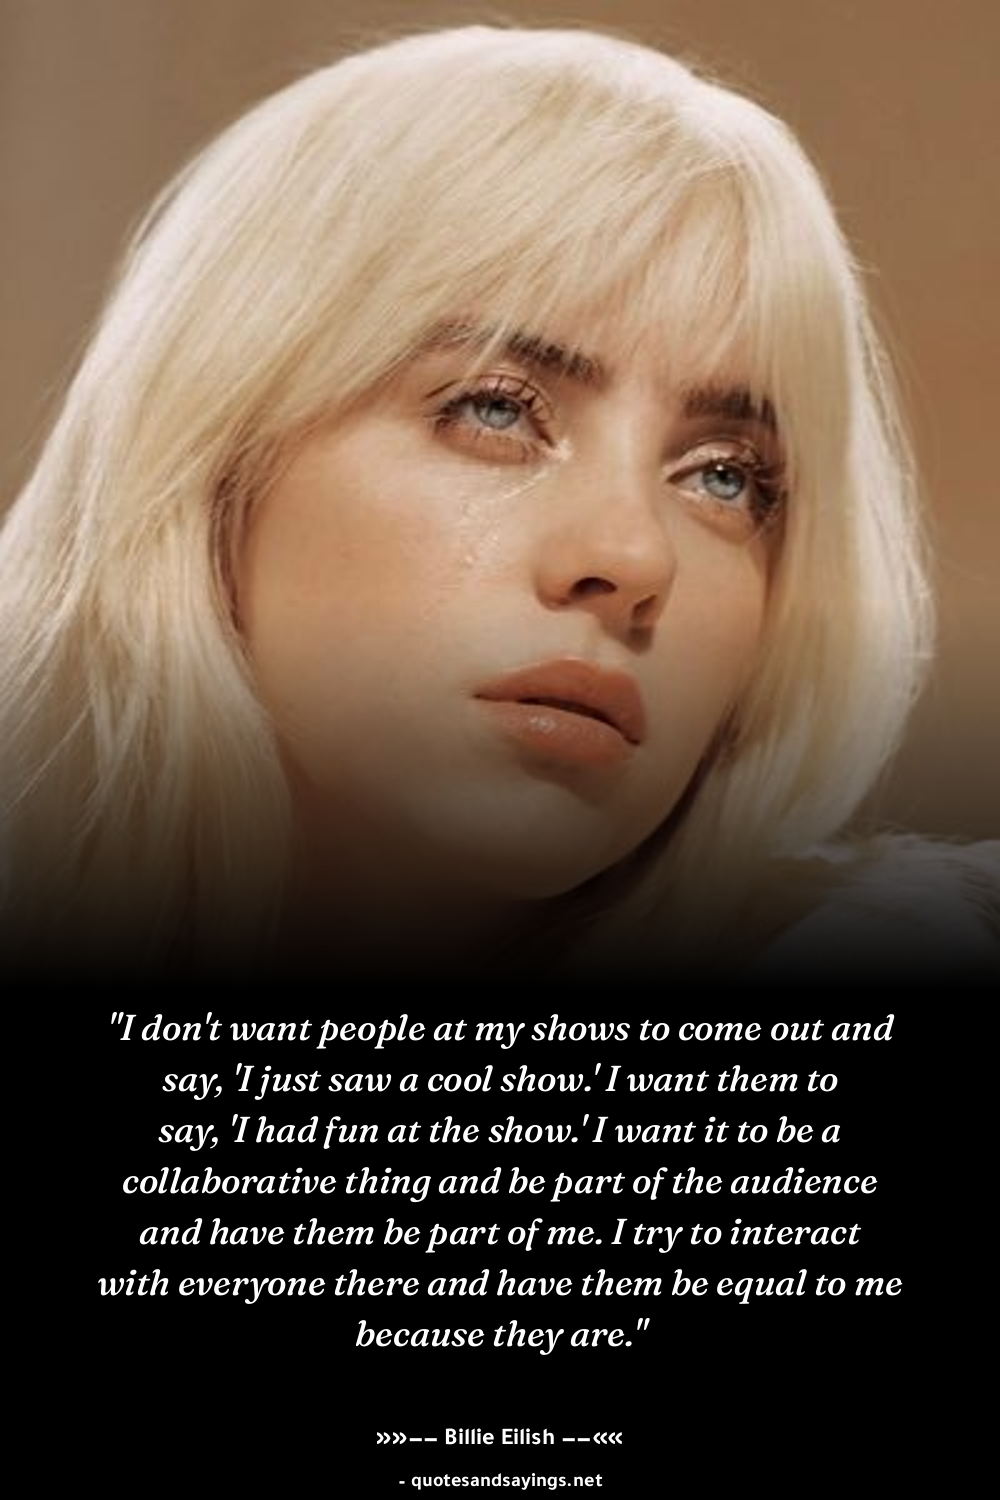 "I don't want people at my shows to come out and
say, 'I just saw a cool show.' I want them to
say, 'I had fun at the show.' I want it to be a
collaborative thing and be part of the audience
and have them be part of me. I try to interact
with everyone there and have them be equal to me
because they are."
»»−− Billie Eilish −−««
- quotesandsayings.net